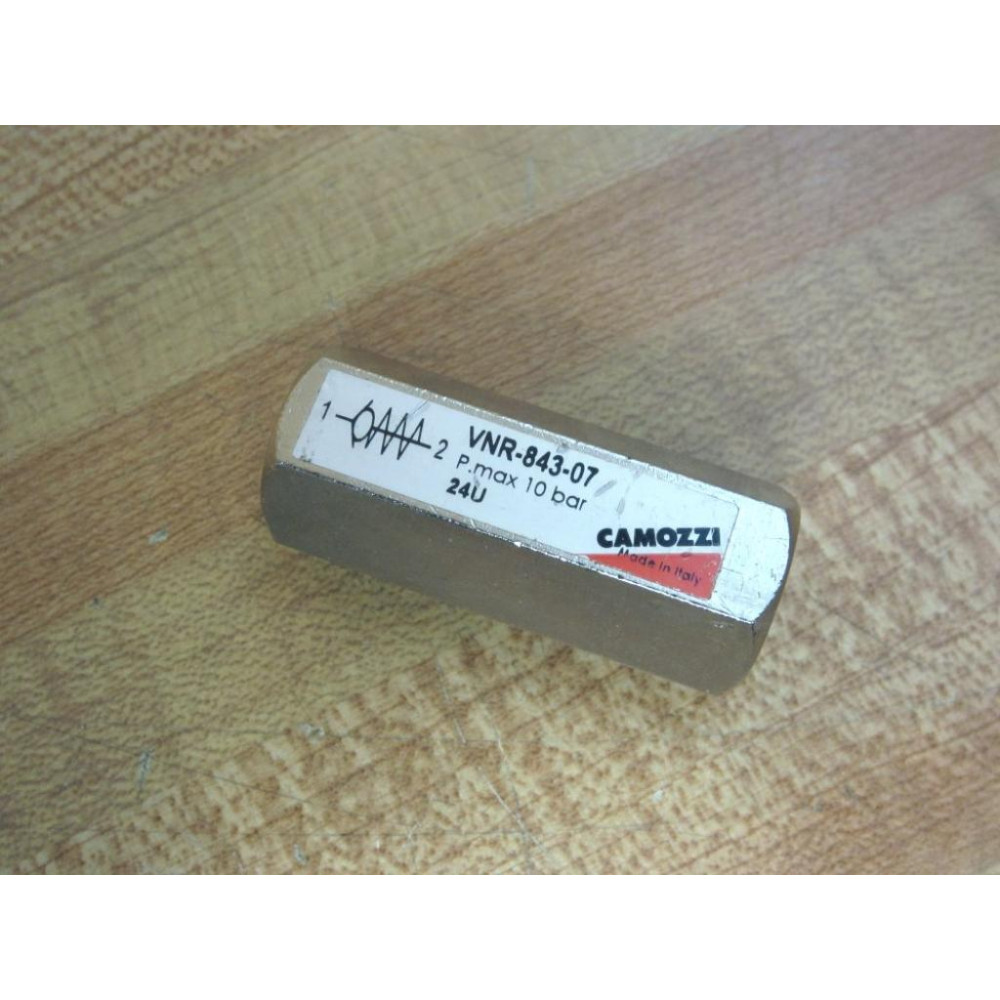 1 2
VNR-843-07
P.max 10 bar
24U
CAMOZZI
Made in Italy